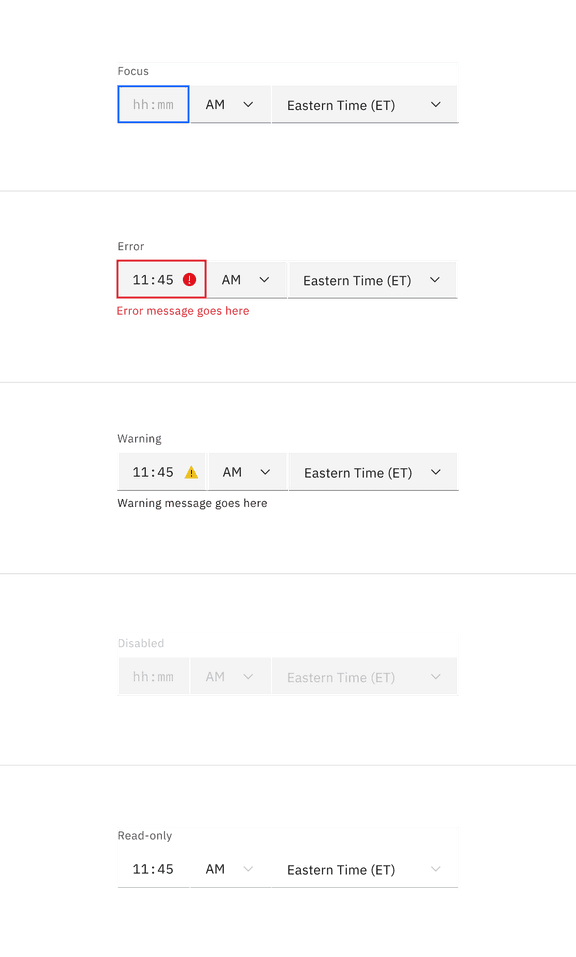 Focus
hh:mm AM Eastern Time (ET)
Error
11:45 AM Eastern Time (ET)
Error message goes here
Warning
11:45 AM Eastern Time (ET)
Warning message goes here
Disabled
hh:mm AM Eastern Time (ET)
Read-only
11:45 AM Eastern Time (ET)